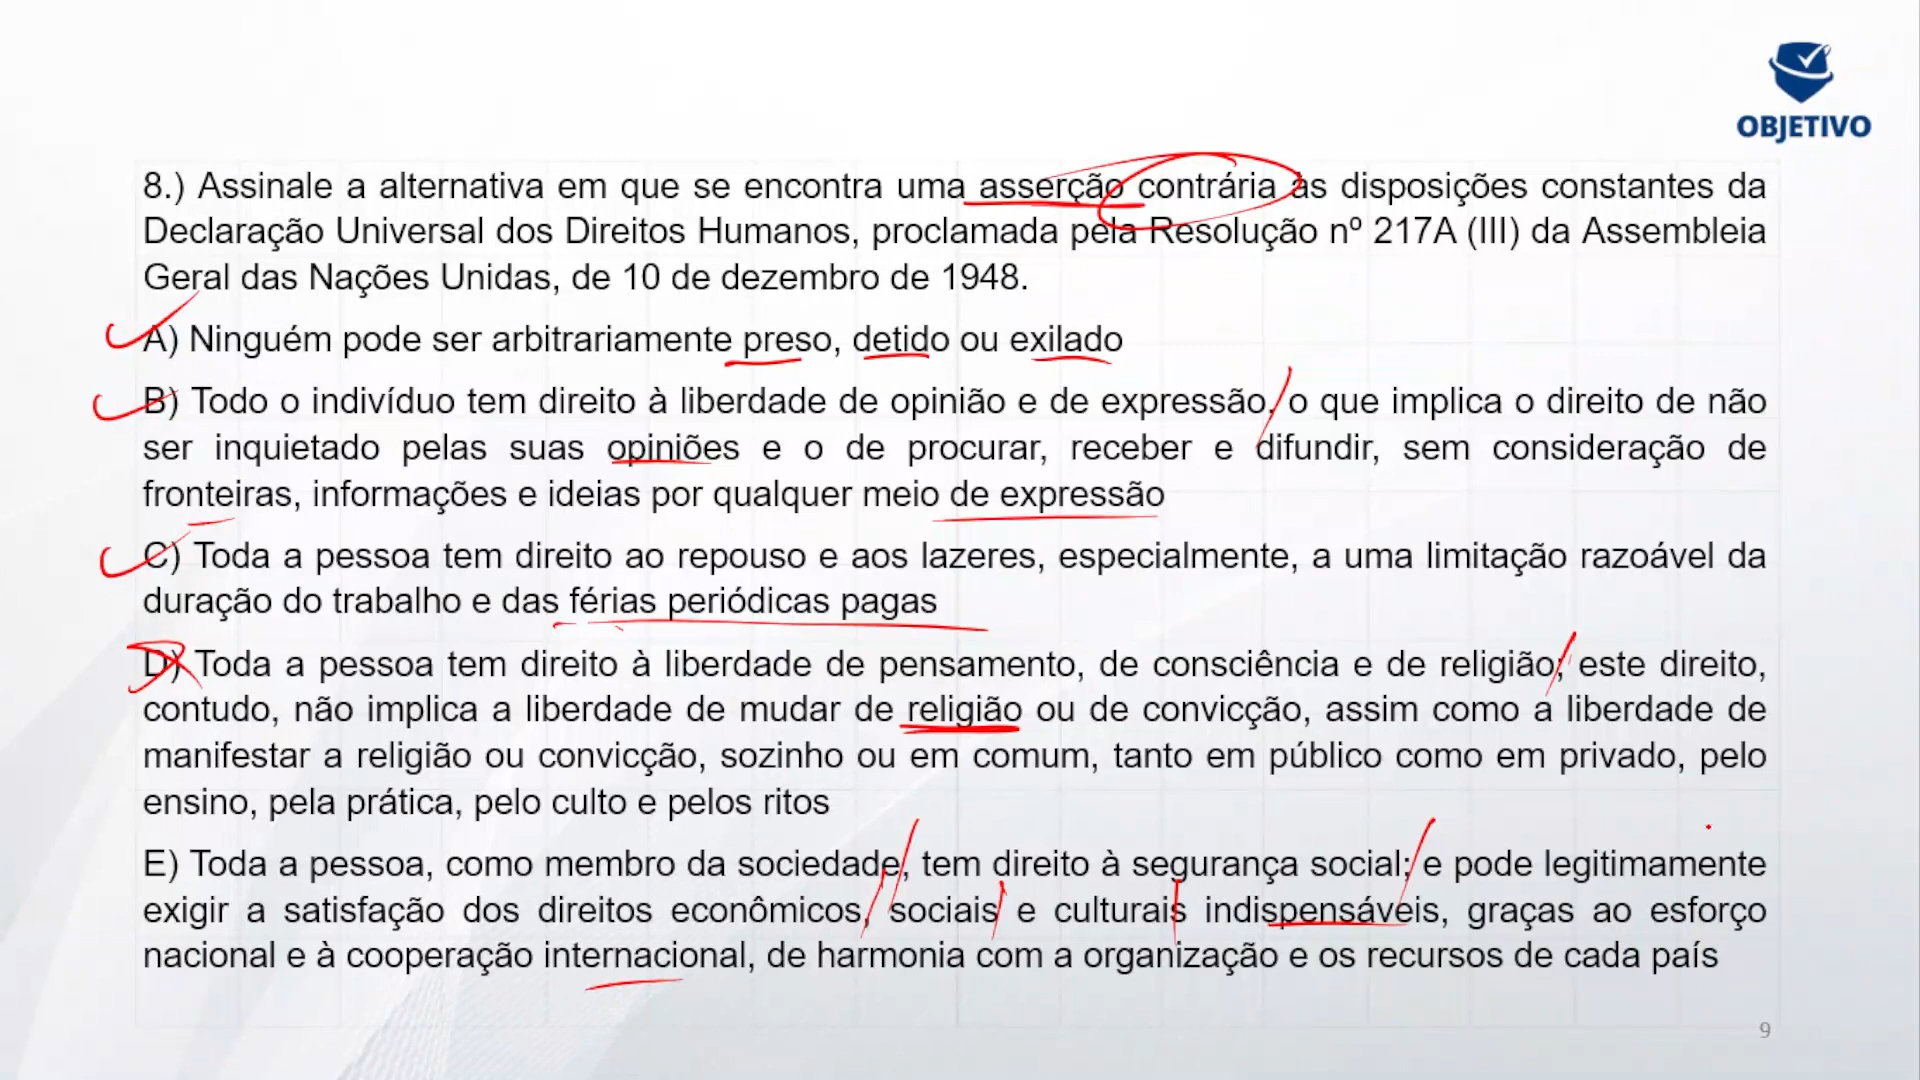 OBJETIVO
8.) Assinale a alternativa em que se encontra uma asserção contrária às disposições constantes da
Declaração Universal dos Direitos Humanos, proclamada pela Resolução nº 217A (III) da Assembleia
Geral das Nações Unidas, de 10 de dezembro de 1948.
A) Ninguém pode ser arbitrariamente preso, detido ou exilado
B) Todo o indivíduo tem direito à liberdade de opinião e de expressão, o que implica o direito de não
ser inquietado pelas suas opiniões e o de procurar, receber e difundir, sem consideração de
fronteiras, informações e ideias por qualquer meio de expressão
C) Toda a pessoa tem direito ao repouso e aos lazeres, especialmente, a uma limitação razoável da
duração do trabalho e das férias periódicas pagas
D) Toda a pessoa tem direito à liberdade de pensamento, de consciência e de religião; este direito,
contudo, não implica a liberdade de mudar de religião ou de convicção, assim como a liberdade de
manifestar a religião ou convicção, sozinho ou em comum, tanto em público como em privado, pelo
ensino, pela prática, pelo culto e pelos ritos
E) Toda a pessoa, como membro da sociedade, tem direito à segurança social; e pode legitimamente
exigir a satisfação dos direitos econômicos, sociais e culturais indispensáveis, graças ao esforço
nacional e à cooperação internacional, de harmonia com a organização e os recursos de cada país
9